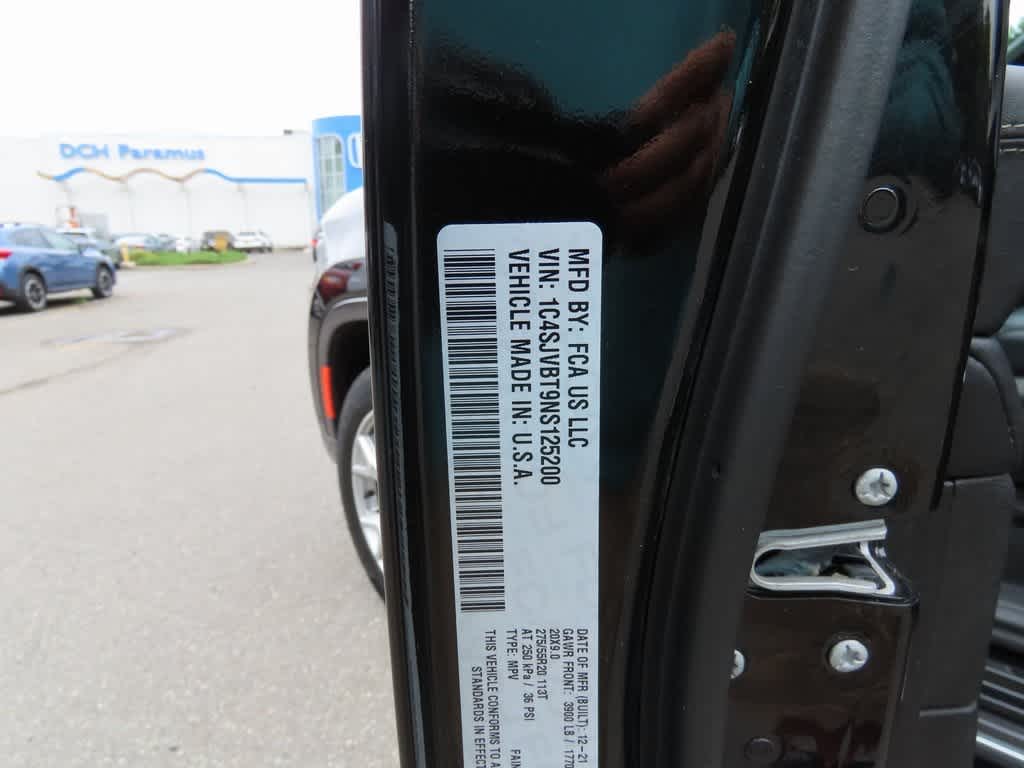 DCH Paramus
MFD BY: FCA US LLC
VIN: 1C4SJVBT9NS125200
VEHICLE MADE IN: U.S.A.
DATE OF MFR (BUILT): 12-21
GAWR FRONT: 3900 LB / 1770
20X9.0
275/55R20 113T
AT 250 kPa / 36 PSI
TYPE: MPV
THIS VEHICLE CONFORMS TO A
STANDARDS IN EFFECT